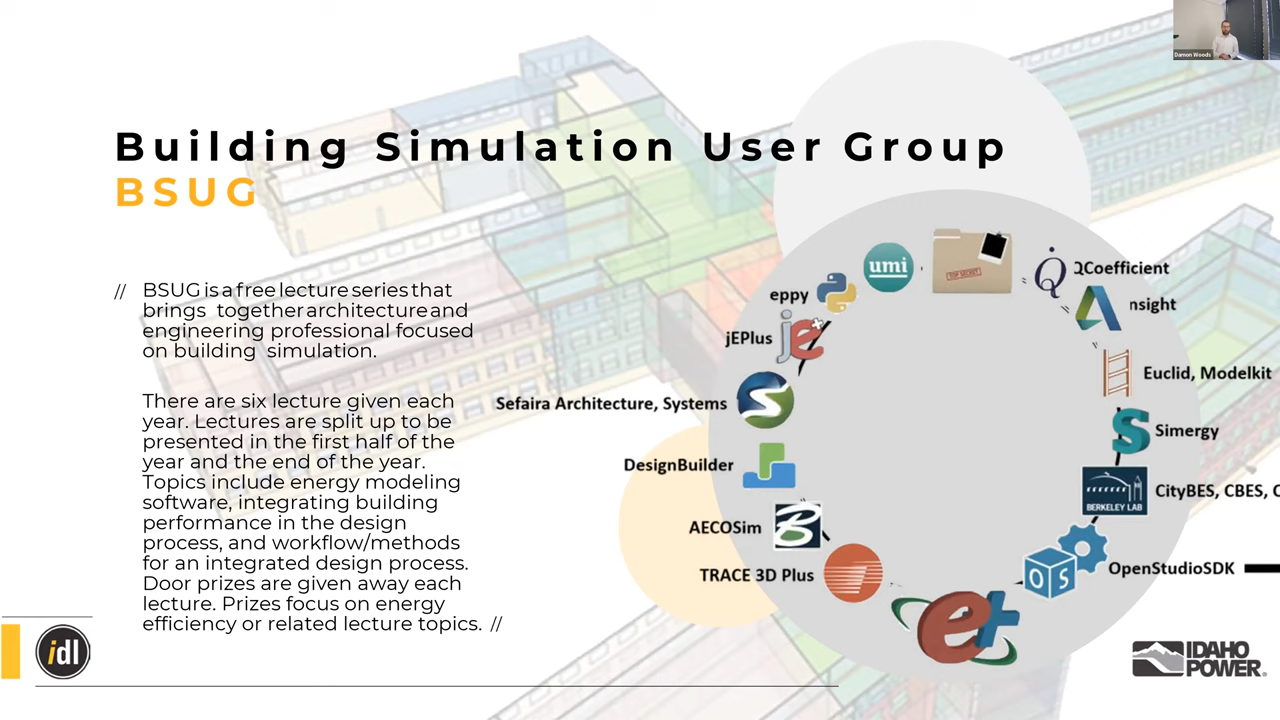 Damon Woods
Building Simulation User Group
BSUG
// BSUG is a free lecture series that
brings together architecture and
engineering professional focused
on building simulation.
There are six lecture given each
year. Lectures are split up to be
presented in the first half of the
year and the end of the year.
Topics include energy modeling
software, integrating building
performance in the design
process, and workflow/methods
for an integrated design process.
Door prizes are given away each
lecture. Prizes focus on energy
efficiency or related lecture topics. //
umi
TOP SECRET
Q
QCoefficient
nsight
eppy
jEPlus
je+
Euclid, Modelkit
Sefaira Architecture, Systems
S
S
Simergy
DesignBuilder
CityBES, CBES, C
BERKELEY LAB
AECOSim
B
TRACE 3D Plus
OS
OpenStudioSDK
e+
idl
IDAHO
POWER®